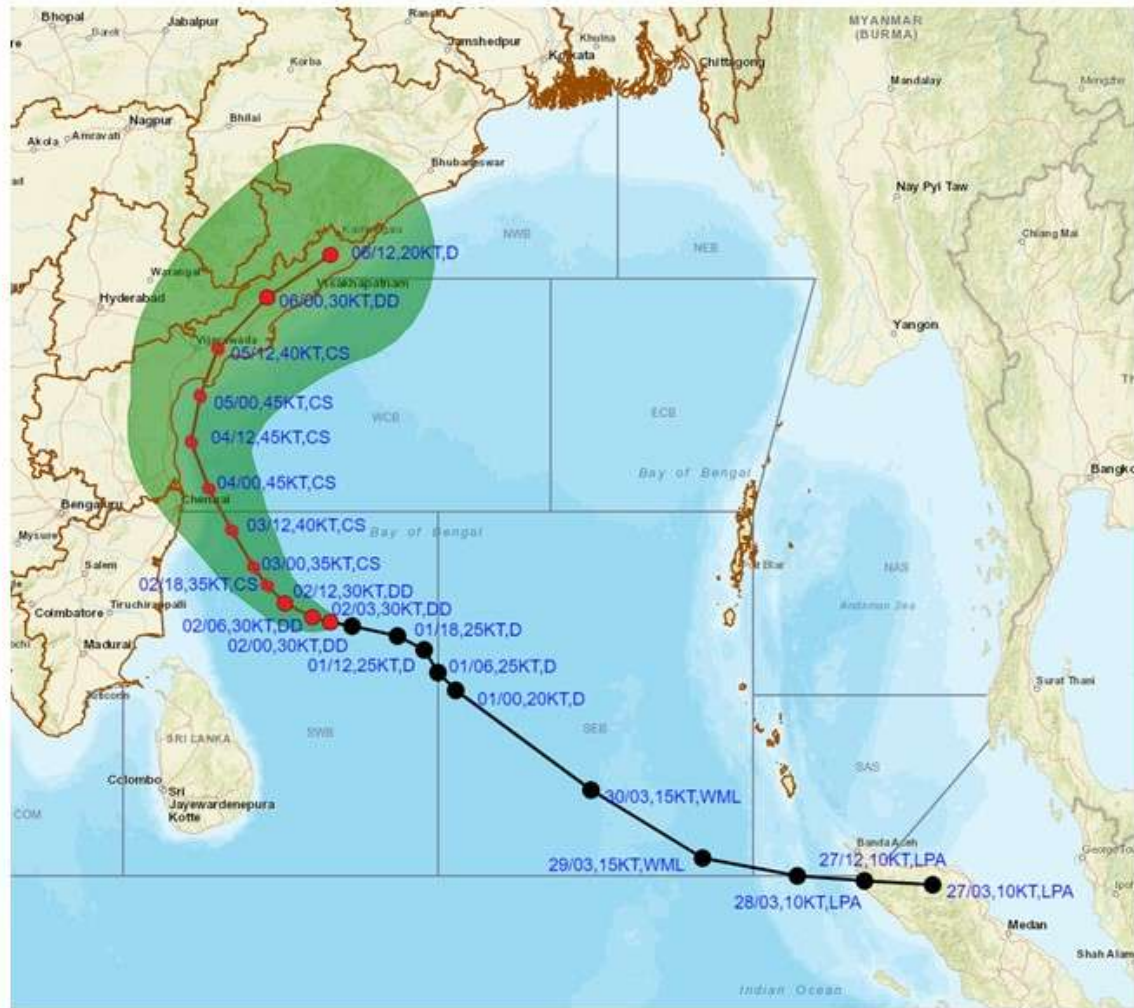 Bhopal
Jabalpur
Ranchi
Khulna
MYANMAR
(BURMA)
Jamshedpur
Kolkata
Chittagong
Korba
Mandalay
Mengzhe
Nagpur
Bhilai
Akola
Amravati
Bhubaneswar
Nay Pyi Taw
Chiang Mai
NWB
NEB
06/12,20KT,D
Warangal
Visakhapatnam
Hyderabad
06/00,30KT,DD
Yangon
Vijayawada
05/12,40KT,CS
05/00,45KT,CS
WCB
ECB
04/12,45KT,CS
Bay of Bengal
Bangko
04/00,45KT,CS
Chennai
Bengaluru
03/12,40KT,CS
Bay of Bengal
Mysure
03/00,35KT,CS
Salem
02/18,35KT,CS
NAS
Coimbatore
Tiruchirappalli
02/12,30KT,DD
Andaman Sea
02/03,30KT,DD
02/06,30KT,DD
01/18,25KT,D
Madurai
02/00,30KT,DD
01/12,25KT,D
01/06,25KT,D
01/00,20KT,D
Surat Thani
SRI LANKA
SWB
SEB
SAS
Colombo
Sri
Jayewardenepura
Kotte
30/03,15KT,WML
COM
Banda Aceh
27/12,10KT,LPA
George Tow
29/03,15KT,WML
28/03,10KT,LPA
27/03,10KT,LPA
Medan
Shah Alam
Indian Ocean